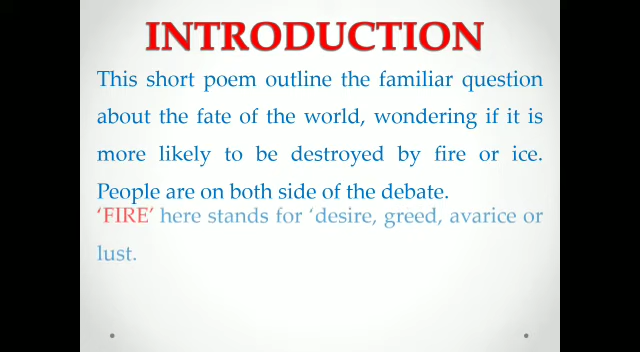 INTRODUCTION
This short poem outline the familiar question
about the fate of the world, wondering if it is
more likely to be destroyed by fire or ice.
People are on both side of the debate.
‘FIRE’ here stands for ‘desire, greed, avarice or
lust.